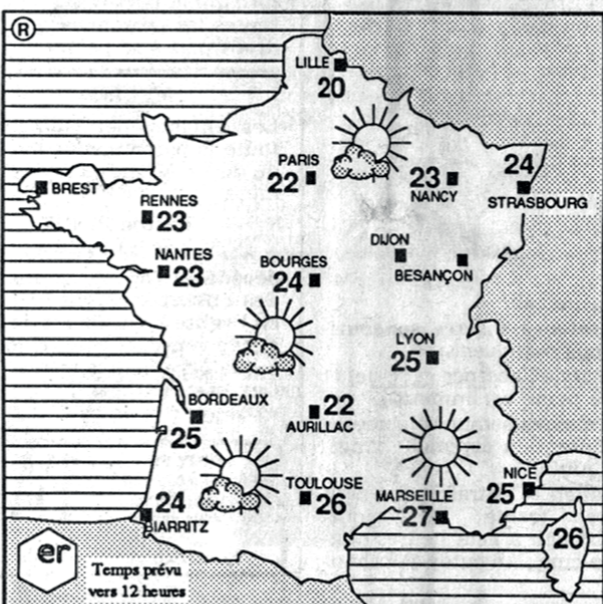 ®
LILLE
20
PARIS
22
23
NANCY
24
STRASBOURG
BREST
RENNES
23
NANTES
23
BOURGES
24
DIJON
BESANÇON
LYON
25
BORDEAUX
25
22
AURILLAC
24
BIARRITZ
TOULOUSE
26
MARSEILLE
27
NICE
25
26
er
Temps prévu
vers 12 heures